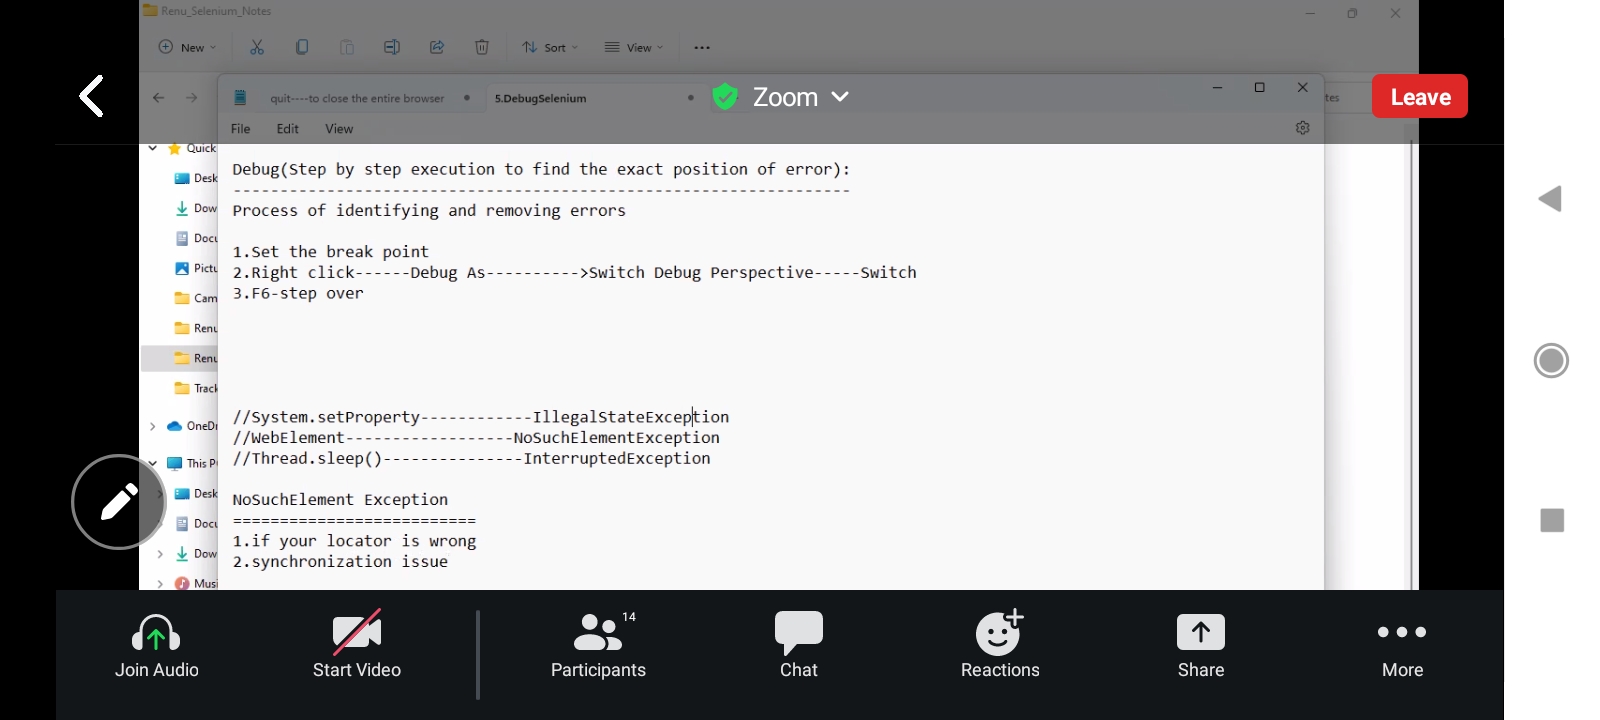 Renu_Selenium_Notes
New
Sort
View
quit----to close the entire browser
5.DebugSelenium
Zoom
Leave
File Edit View
Quick
Debug(Step by step execution to find the exact position of error):
------------------------------------------------------------------
Process of identifying and removing errors
1.Set the break point
2.Right click------Debug As---------->Switch Debug Perspective-----Switch
3.F6-step over
//System.setProperty------------IllegalStateException
//WebElement------------------NoSuchElementException
//Thread.sleep()---------------InterruptedException
NoSuchElement Exception
==========================
1.if your locator is wrong
2.synchronization issue
Desk
Dow
Docu
Pictu
Cam
Renu
Renu
Track
OneDr
This P
Desk
Docu
Dow
Musi
14
Join Audio
Start Video
Participants
Chat
Reactions
Share
More